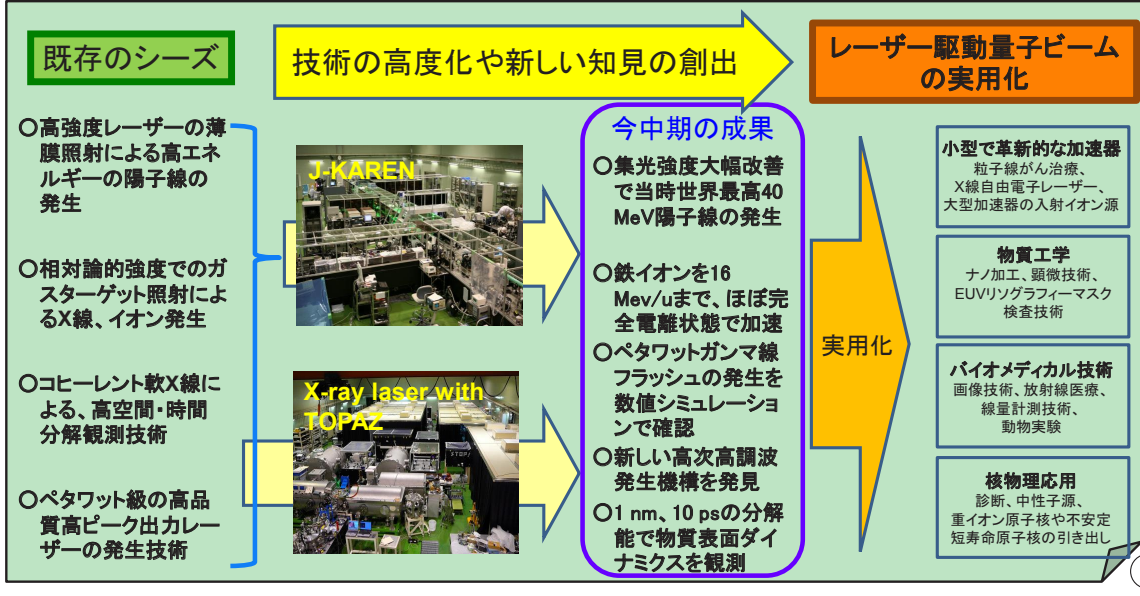 既存のシーズ
技術の高度化や新しい知見の創出
レーザー駆動量子ビーム
の実用化
〇高強度レーザーの薄
膜照射による高エネ
ルギーの陽子線の
発生
〇相対論的強度でのガ
スターゲット照射によ
るX線、イオン発生
〇コヒーレント軟X線に
よる、高空間・時間
分解観測技術
〇ペタワット級の高品
質高ピーク出力レー
ザーの発生技術
J-KAREN
X-ray laser with
TOPAZ
今中期の成果
〇集光強度大幅改善
で当時世界最高40
MeV陽子線の発生
〇鉄イオンを16
Mev/uまで、ほぼ完
全電離状態で加速
〇ペタワットガンマ線
フラッシュの発生を
数値シミュレーショ
ンで確認
〇新しい高次高調波
発生機構を発見
〇1 nm、10 psの分解
能で物質表面ダイ
ナミクスを観測
実用化
小型で革新的な加速器
粒子線がん治療、
X線自由電子レーザー、
大型加速器の入射イオン源
物質工学
ナノ加工、顕微技術、
EUVリソグラフィーマスク
検査技術
バイオメディカル技術
画像技術、放射線医療、
線量計測技術、
動物実験
核物理応用
診断、中性子源、
重イオン原子核や不安定
短寿命原子核の引き出し